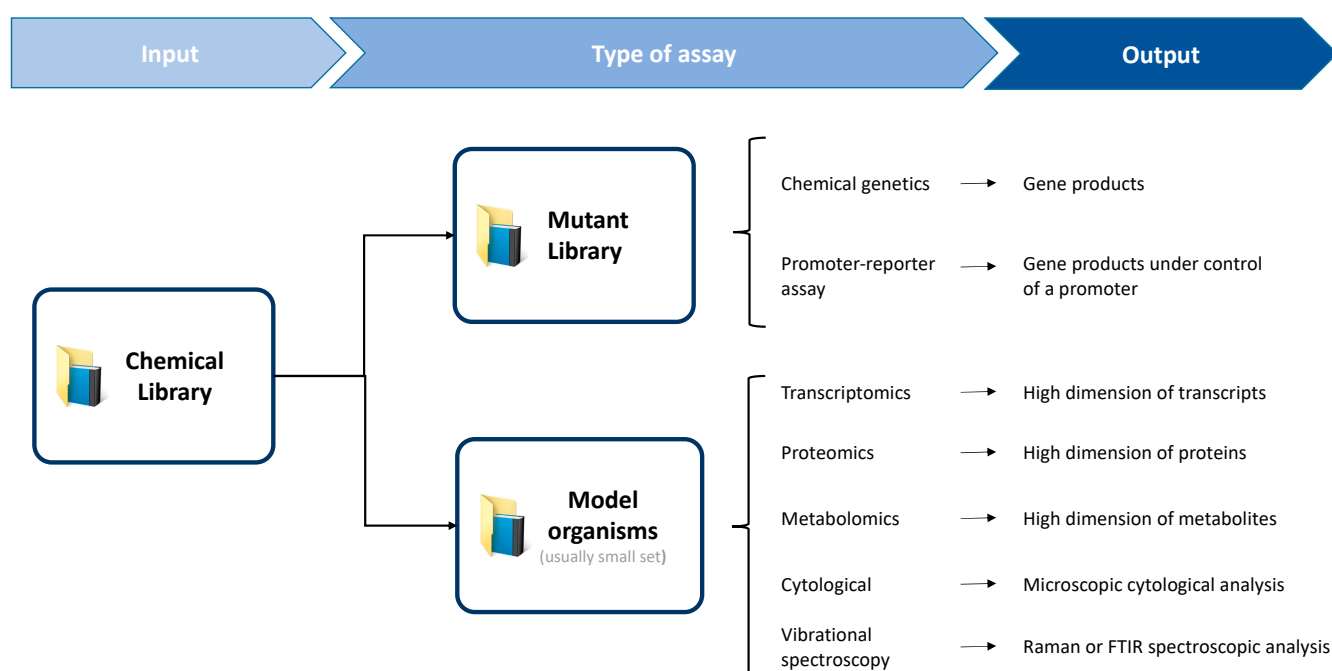 Input
Type of assay
Output
Chemical
Library
Mutant
Library
Model
organisms
(usually small set)
Chemical genetics
Gene products
Promoter-reporter
assay
Gene products under control
of a promoter
Transcriptomics
High dimension of transcripts
Proteomics
High dimension of proteins
Metabolomics
High dimension of metabolites
Cytological
Microscopic cytological analysis
Vibrational
spectroscopy
Raman or FTIR spectroscopic analysis